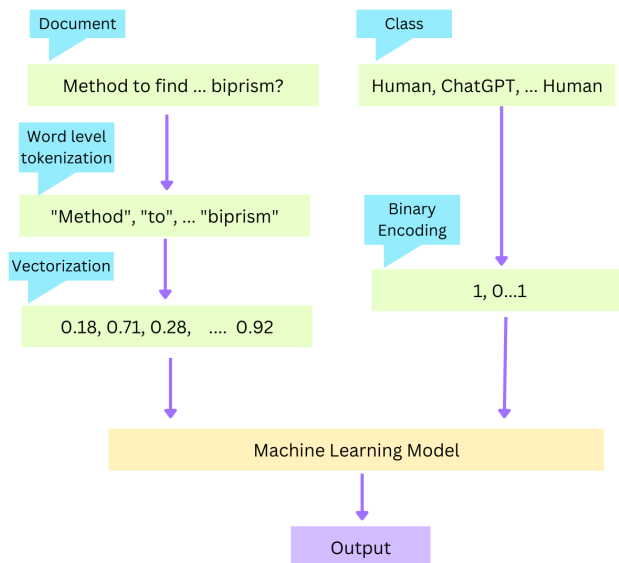 Document
Class
Method to find ... biprism?
Human, ChatGPT, ... Human
Word level
tokenization
"Method", "to", ... "biprism"
Binary
Encoding
Vectorization
1, 0...1
0.18, 0.71, 0.28, .... 0.92
Machine Learning Model
Output